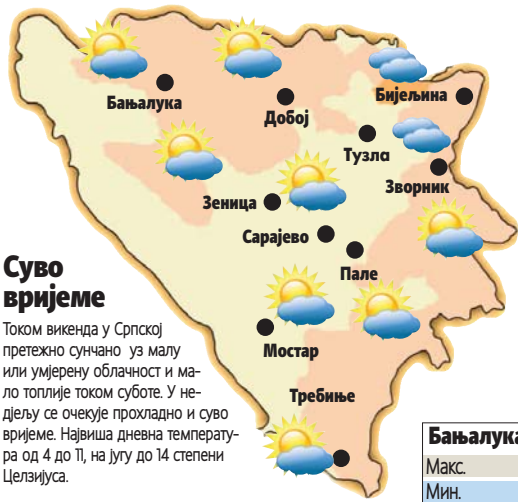 Бањалука
Добој
Бијељина
Тузла
Зворник
Зеница
Сарајево
Пале
Мостар
Требиње
Суво
вријеме
Током викенда у Српској
претежно сунчано уз малу
или умјерену облачност и ма-
ло топлије током суботе. У не-
дјељу се очекује прохладно и суво
вријеме. Највиша дневна температу-
ра од 4 до 11, на југу до 14 степени
Целзијуса.
Бањалука
Макс.
Мин.